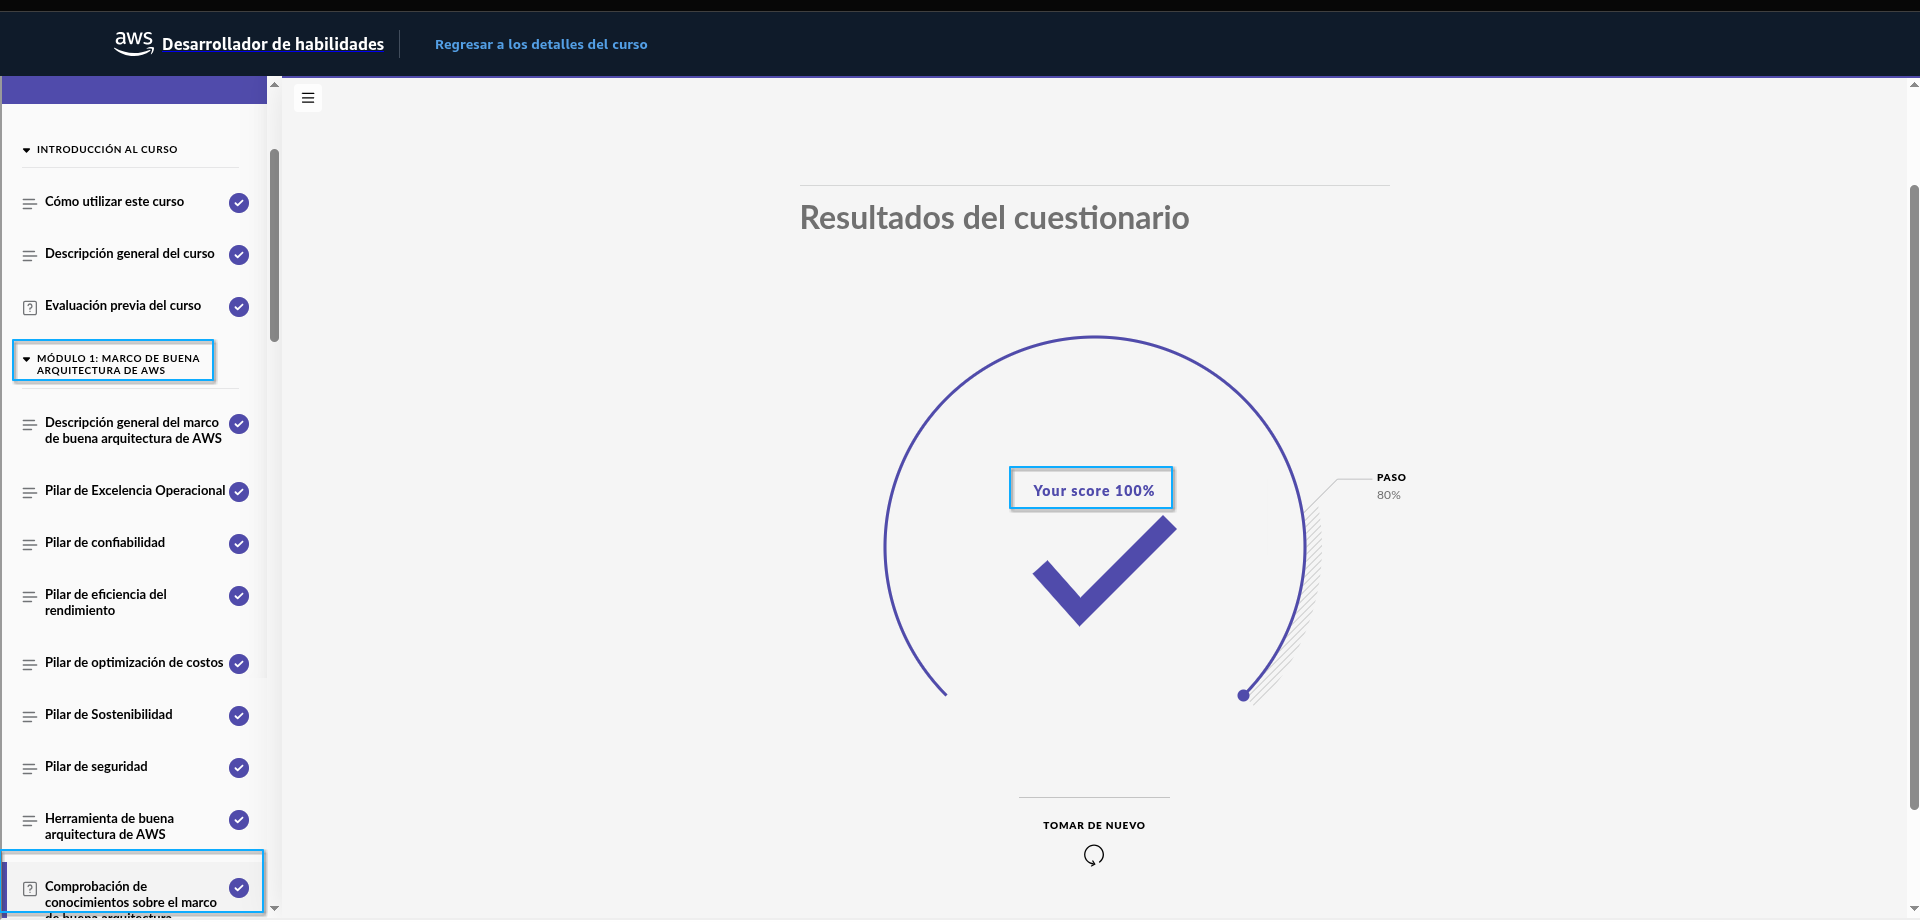 aws
Desarrollador de habilidades
Regresar a los detalles del curso
INTRODUCCIÓN AL CURSO
Cómo utilizar este curso
Descripción general del curso
Evaluación previa del curso
MÓDULO 1: MARCO DE BUENA
ARQUITECTURA DE AWS
Descripción general del marco
de buena arquitectura de AWS
Pilar de Excelencia Operacional
Pilar de confiabilidad
Pilar de eficiencia del
rendimiento
Pilar de optimización de costos
Pilar de Sostenibilidad
Pilar de seguridad
Herramienta de buena
arquitectura de AWS
Comprobación de
conocimientos sobre el marco
de buena arquitectura
Resultados del cuestionario
Your score 100%
PASO
80%
TOMAR DE NUEVO